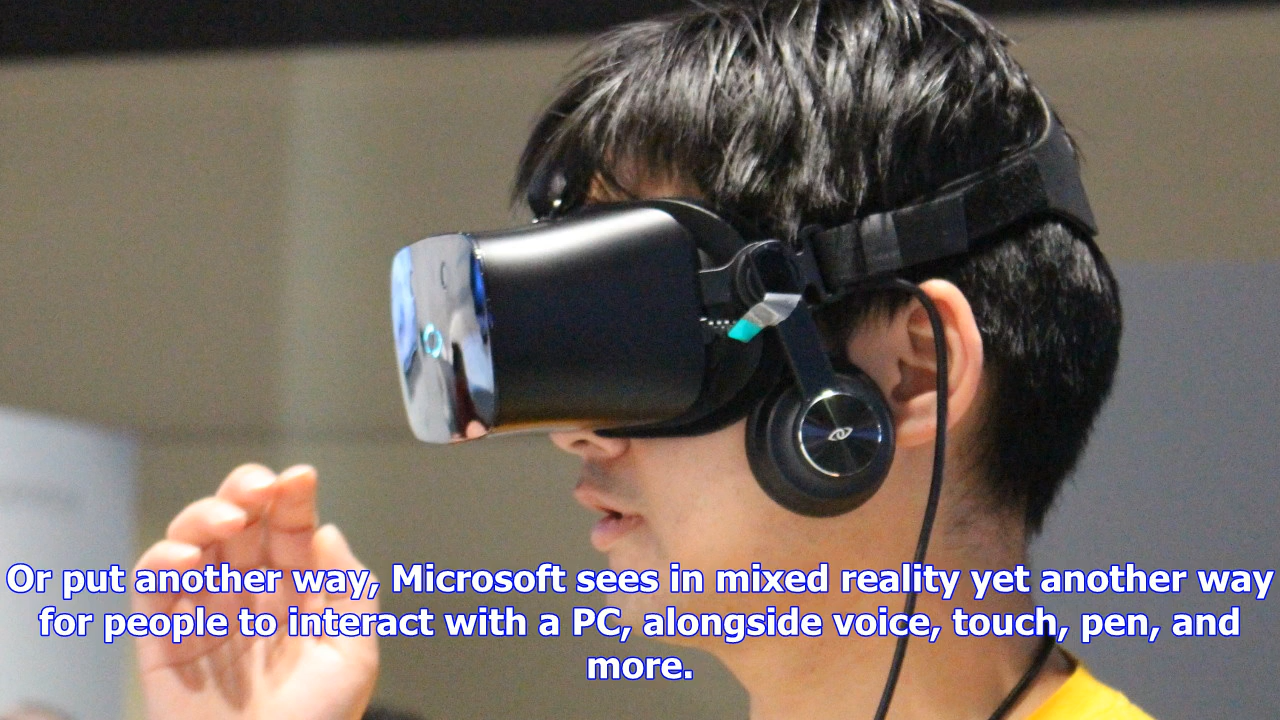 Or put another way, Microsoft sees in mixed reality yet another way
for people to interact with a PC, alongside voice, touch, pen, and
more.